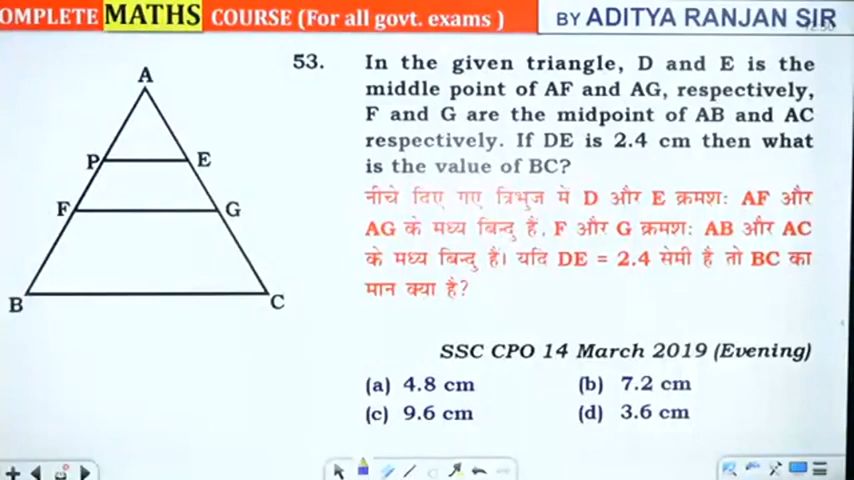 OMPLETE MATHS COURSE (For all govt. exams )
BY ADITYA RANJAN SIR
53. In the given triangle, D and E is the
middle point of AF and AG, respectively,
F and G are the midpoint of AB and AC
respectively. If DE is 2.4 cm then what
is the value of BC?
नीचे दिए गए त्रिभुज में D और E क्रमशः AF और
AG के मध्य बिन्दु हैं, F और G क्रमशः AB और AC
के मध्य बिन्दु हैं। यदि DE = 2.4 सेमी है तो BC का
मान क्या है?
SSC CPO 14 March 2019 (Evening)
(a) 4.8 cm (b) 7.2 cm
(c) 9.6 cm (d) 3.6 cm
A
P E
F G
B C